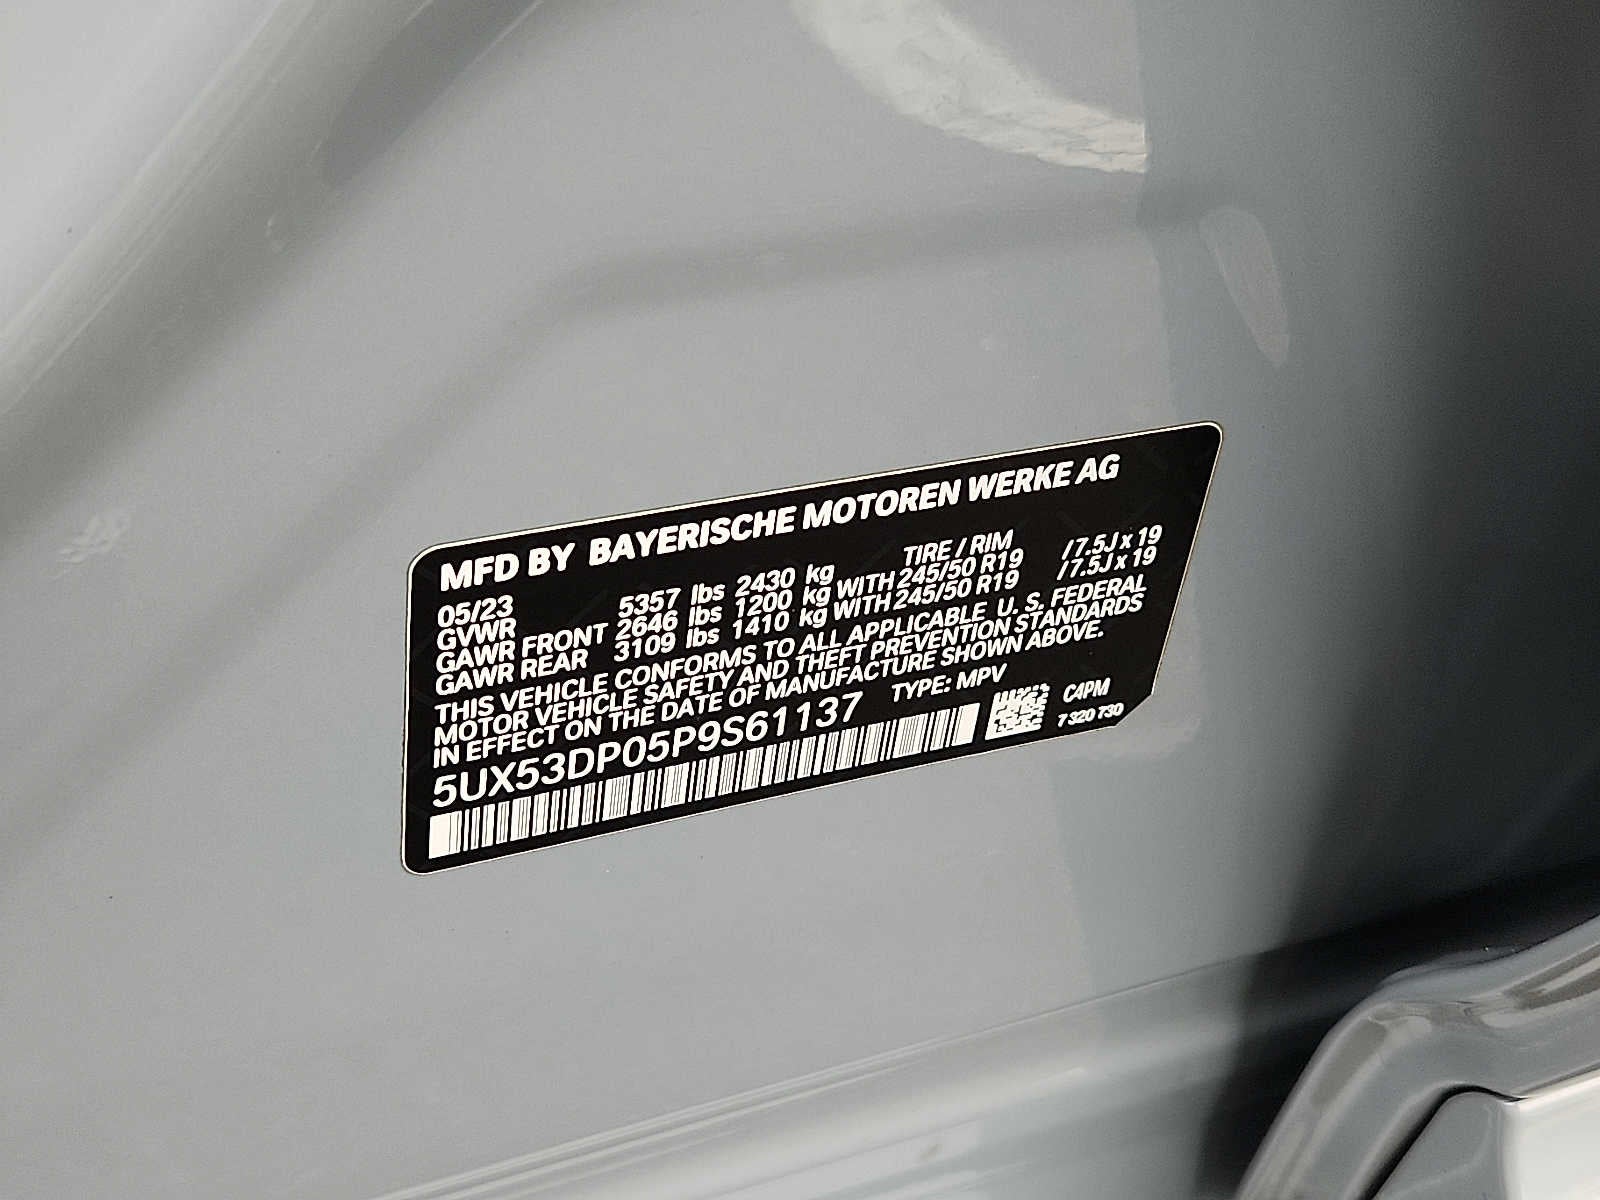 MFD BY BAYERISCHE MOTOREN WERKE AG
05/23 TIRE / RIM
GVWR 5357 lbs 2430 kg
GAWR FRONT 2646 lbs 1200 kg WITH 245/50 R19 / 7.5J x 19
GAWR REAR 3109 lbs 1410 kg WITH 245/50 R19 / 7.5J x 19
THIS VEHICLE CONFORMS TO ALL APPLICABLE U. S. FEDERAL
MOTOR VEHICLE SAFETY AND THEFT PREVENTION STANDARDS
IN EFFECT ON THE DATE OF MANUFACTURE SHOWN ABOVE.
5UX53DP05P9S61137 TYPE: MPV
C4PM
7 320 730